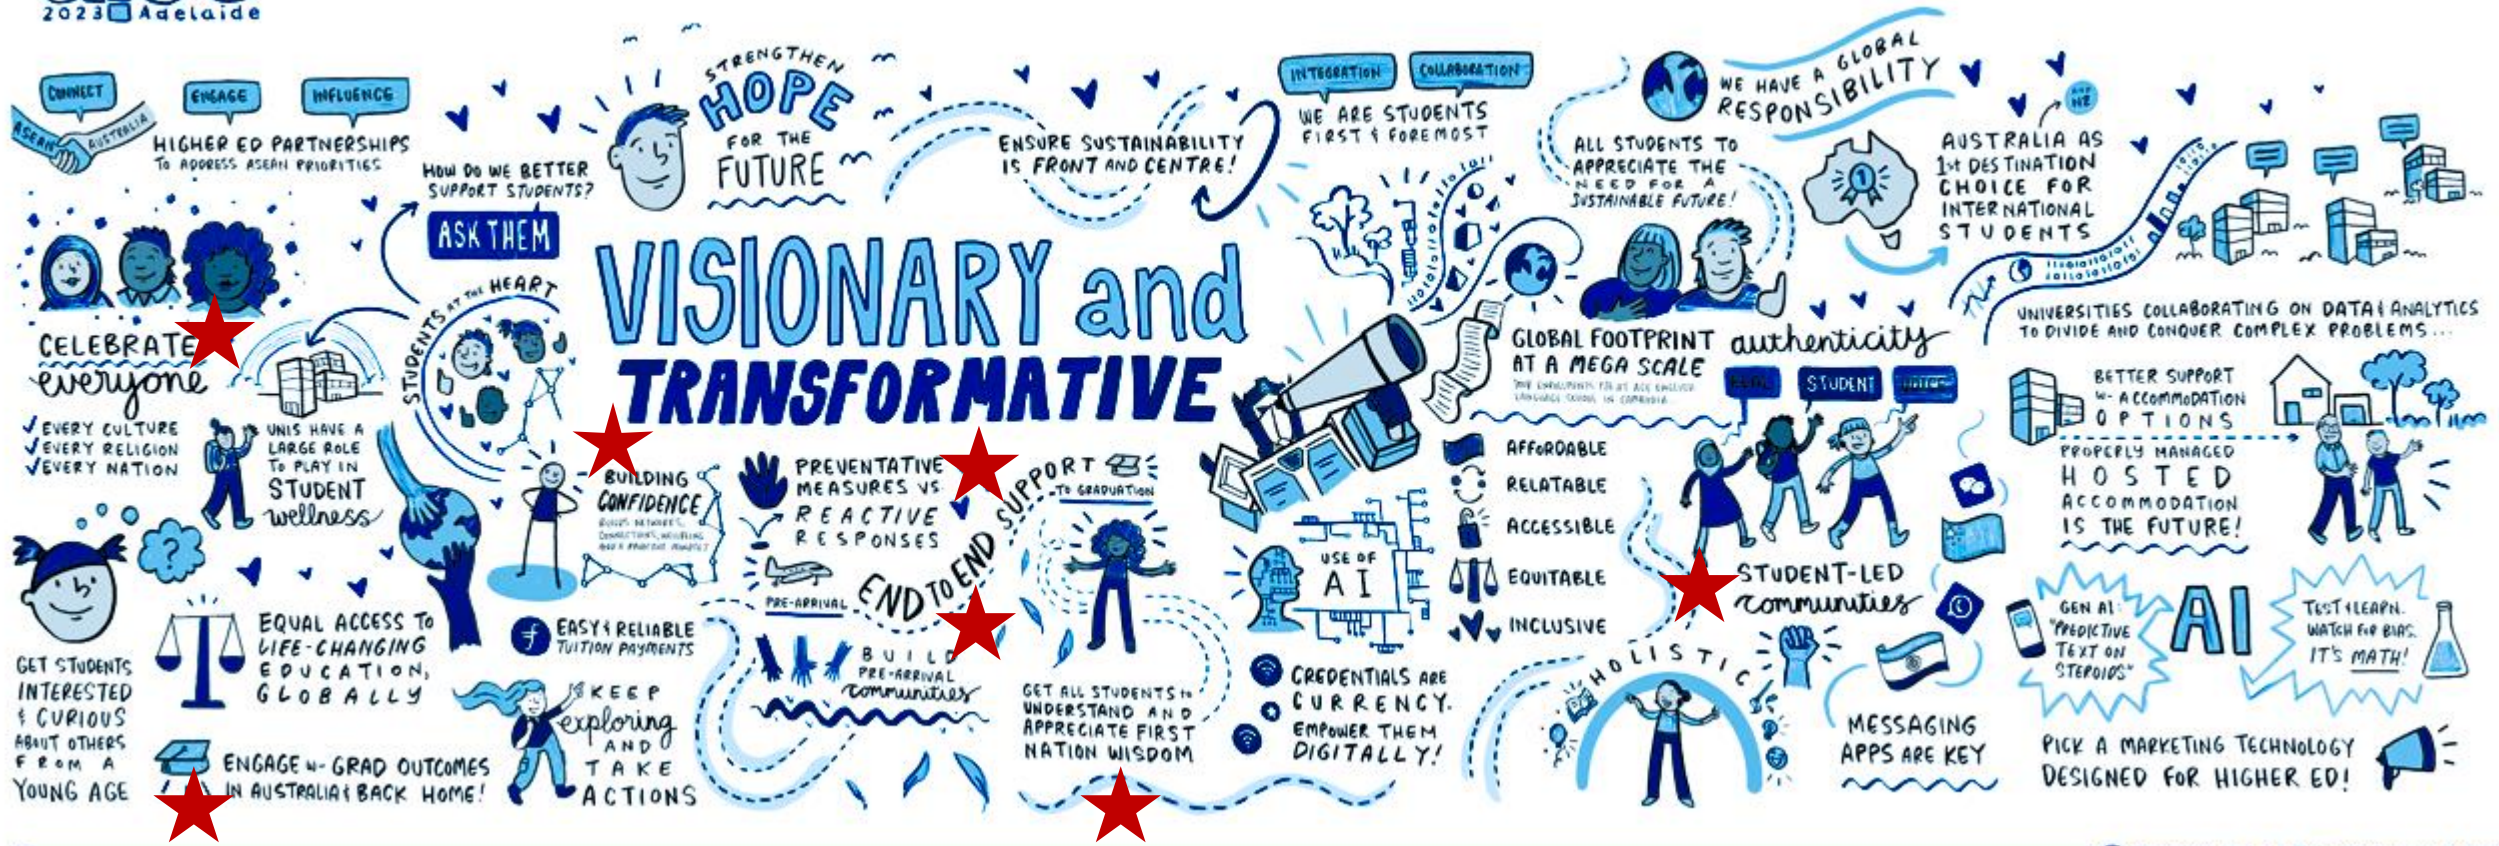 2023 Adelaide
CONNECT
ASEAN
AUSTRALIA
ENGAGE
INFLUENCE
HIGHER ED PARTNERSHIPS
TO ADDRESS ASEAN PRIORITIES
HOW DO WE BETTER
SUPPORT STUDENTS?
ASK THEM
STRENGTHEN
HOPE
FOR THE
FUTURE
ENSURE SUSTAINABILITY
IS FRONT AND CENTRE!
INTEGRATION
COLLABORATION
WE ARE STUDENTS
FIRST & FOREMOST
ALL STUDENTS TO
APPRECIATE THE
NEED FOR A
SUSTAINABLE FUTURE!
WE HAVE A GLOBAL
RESPONSIBILITY
AUSTRALIA AS
1st DESTINATION
CHOICE FOR
INTERNATIONAL
STUDENTS
1
NZ
UNIVERSITIES COLLABORATING ON DATA & ANALYTICS
TO DIVIDE AND CONQUER COMPLEX PROBLEMS...
CELEBRATE
everyone
✓ EVERY CULTURE
✓ EVERY RELIGION
✓ EVERY NATION
STUDENTS AT THE HEART
UNIS HAVE A
LARGE ROLE
TO PLAY IN
STUDENT
wellness
VISIONARY and
TRANSFORMATIVE
GLOBAL FOOTPRINT
AT A MEGA SCALE
authenticity
STUDENT
BUILDING
CONFIDENCE
PREVENTATIVE
MEASURES VS
REACTIVE
RESPONSES
PRE-ARRIVAL
END TO END SUPPORT
TO GRADUATION
AFFORDABLE
RELATABLE
ACCESSIBLE
EQUITABLE
INCLUSIVE
USE OF
AI
STUDENT-LED
communities
BETTER SUPPORT
W- ACCOMMODATION
OPTIONS
PROPERLY MANAGED
HOSTED
ACCOMMODATION
IS THE FUTURE!
?
GET STUDENTS
INTERESTED
& CURIOUS
ABOUT OTHERS
FROM A
YOUNG AGE
EQUAL ACCESS TO
LIFE-CHANGING
EDUCATION,
GLOBALLY
ENGAGE W- GRAD OUTCOMES
IN AUSTRALIA & BACK HOME!
EASY & RELIABLE
TUITION PAYMENTS
KEEP
exploring
AND
TAKE
ACTIONS
BUILD
PRE-ARRIVAL
communities
GET ALL STUDENTS to
UNDERSTAND AND
APPRECIATE FIRST
NATION WISDOM
CREDENTIALS ARE
CURRENCY.
EMPOWER THEM
DIGITALLY!
HOLISTIC
MESSAGING
APPS ARE KEY
GEN AI:
"PREDICTIVE
TEXT ON
STEROIDS"
AI
TEST & LEARN.
WATCH FOR BIAS.
IT'S MATH!
PICK A MARKETING TECHNOLOGY
DESIGNED FOR HIGHER ED!